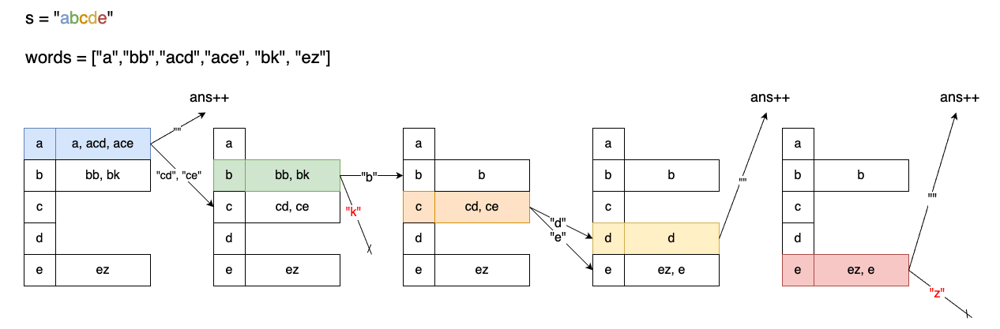 s = "abcde"
words = ["a","bb","acd","ace", "bk", "ez"]
ans++
ans++
ans++
a a, acd, ace
b bb, bk
c
d
e ez
""
"cd", "ce"
a
b bb, bk
c cd, ce
d
e ez
"b"
"k"
a
b b
c cd, ce
d
e ez
"d"
"e"
a
b b
c
d d
e ez, e
""
a
b b
c
d
e ez, e
""
"z"